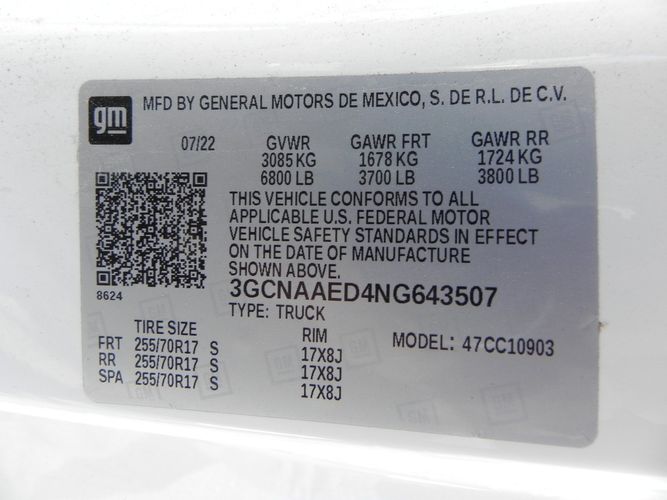 gm
MFD BY GENERAL MOTORS DE MEXICO, S. DE R.L. DE C.V.
07/22 GVWR GAWR FRT GAWR RR
3085 KG 1678 KG 1724 KG
6800 LB 3700 LB 3800 LB
THIS VEHICLE CONFORMS TO ALL
APPLICABLE U.S. FEDERAL MOTOR
VEHICLE SAFETY STANDARDS IN EFFECT
ON THE DATE OF MANUFACTURE
SHOWN ABOVE.
8624
3GCNAAED4NG643507
TYPE: TRUCK
TIRE SIZE RIM MODEL: 47CC10903
FRT 255/70R17 S 17X8J
RR 255/70R17 S 17X8J
SPA 255/70R17 S 17X8J